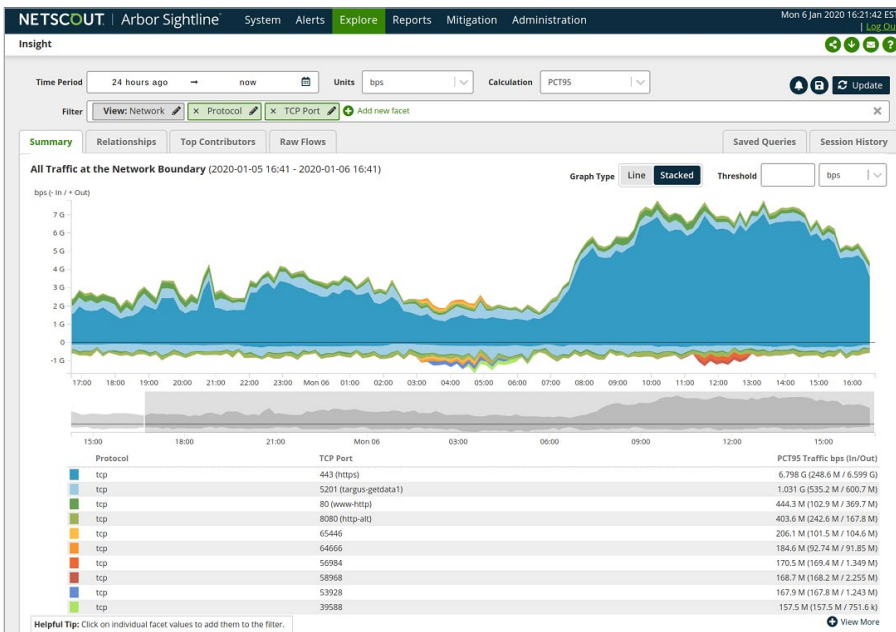 NETSCOUT. | Arbor Sightline System Alerts Explore Reports Mitigation Administration Mon 6 Jan 2020 16:21:42 EST
| Log Ou
Insight
Time Period 24 hours ago → now Units bps Calculation PCT95 Update
Filter View: Network × Protocol × TCP Port Add new facet ×
Summary Relationships Top Contributors Raw Flows Saved Queries Session History
All Traffic at the Network Boundary (2020-01-05 16:41 - 2020-01-06 16:41)
Graph Type Line Stacked Threshold bps
bps (- In / + Out)
7 G
6 G
5 G
4 G
3 G
2 G
1 G
0
-1 G
17:00 18:00 19:00 20:00 21:00 22:00 23:00 Mon 06 01:00 02:00 03:00 04:00 05:00 06:00 07:00 08:00 09:00 10:00 11:00 12:00 13:00 14:00 15:00 16:00
15:00 18:00 21:00 Mon 06 03:00 06:00 09:00 12:00 15:00
Protocol TCP Port PCT95 Traffic bps (In/Out)
tcp 443 (https) 6.798 G (248.6 M / 6.599 G)
tcp 5201 (targus-getdata1) 1.031 G (535.2 M / 600.7 M)
tcp 80 (www-http) 444.3 M (102.9 M / 369.7 M)
tcp 8080 (http-alt) 403.6 M (242.6 M / 167.8 M)
tcp 65446 206.1 M (101.5 M / 104.6 M)
tcp 64666 184.6 M (92.74 M / 91.85 M)
tcp 56984 170.5 M (169.4 M / 1.349 M)
tcp 58968 168.7 M (168.2 M / 2.255 M)
tcp 53928 167.9 M (167.8 M / 1.243 M)
tcp 39588 157.5 M (157.5 M / 751.6 k)
Helpful Tip: Click on individual facet values to add them to the filter. View More